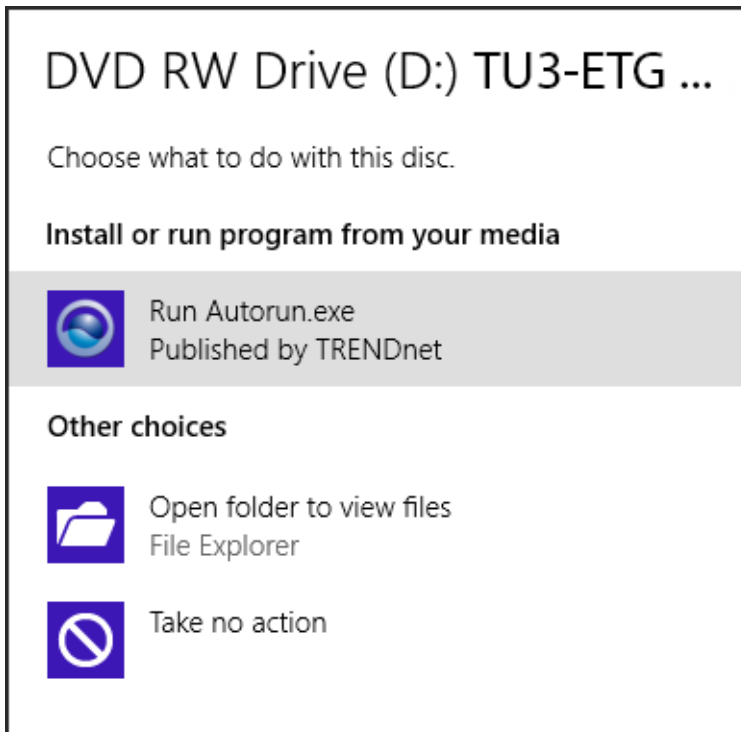 DVD RW Drive (D:) TU3-ETG ...
Choose what to do with this disc.
Install or run program from your media
Run Autorun.exe
Published by TRENDnet
Other choices
Open folder to view files
File Explorer
Take no action